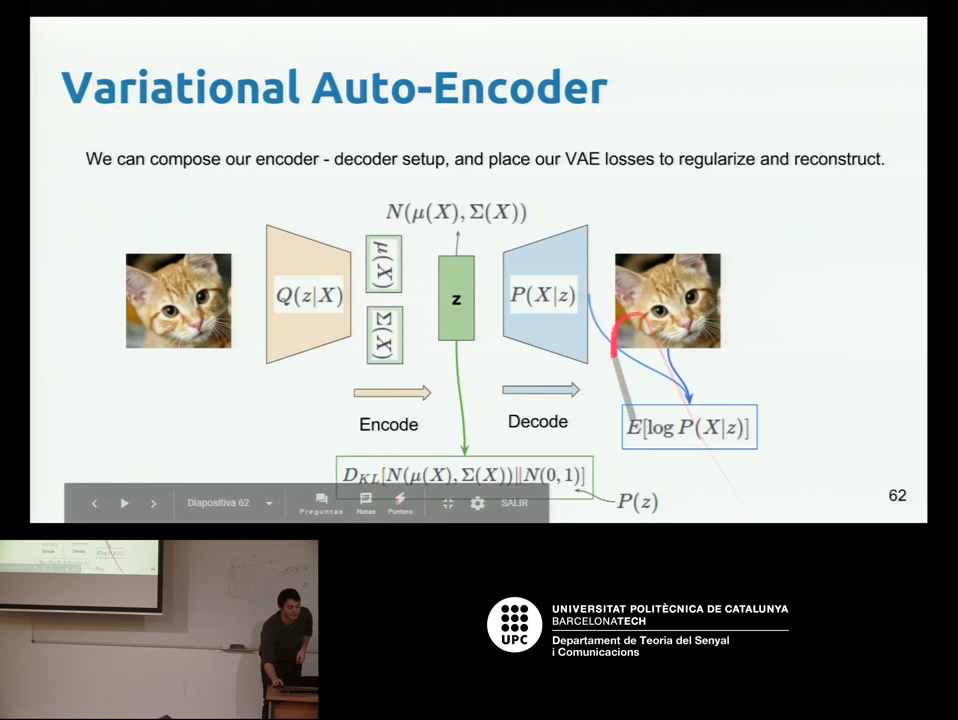 Variational Auto-Encoder
We can compose our encoder - decoder setup, and place our VAE losses to regularize and reconstruct.
N(μ(X), Σ(X))
μ(X)
Q(z|X)
z
P(X|z)
Σ(X)
Encode
Decode
E[log P(X|z)]
D_{KL}[N(μ(X), Σ(X))||N(0, 1)]
P(z)
62
Diapositiva 62
Preguntas
Notas
Puntero
SALIR
UPC
UNIVERSITAT POLITÈCNICA DE CATALUNYA
BARCELONATECH
Departament de Teoria del Senyal
i Comunicacions